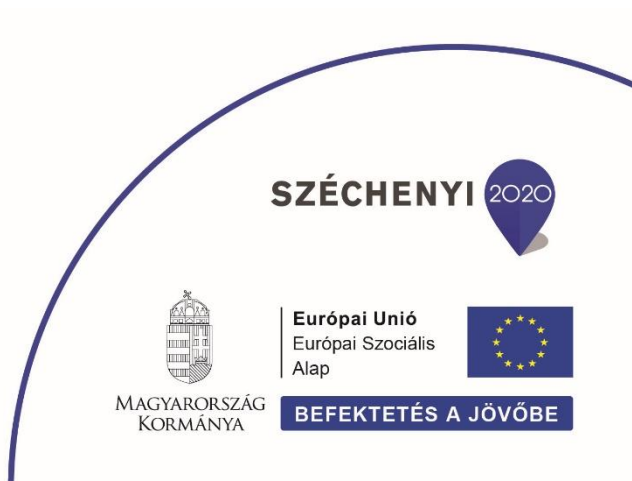 SZÉCHENYI 2020
Európai Unió
Európai Szociális
Alap
MAGYARORSZÁG
KORMÁNYA
BEFEKTETÉS A JÖVŐBE